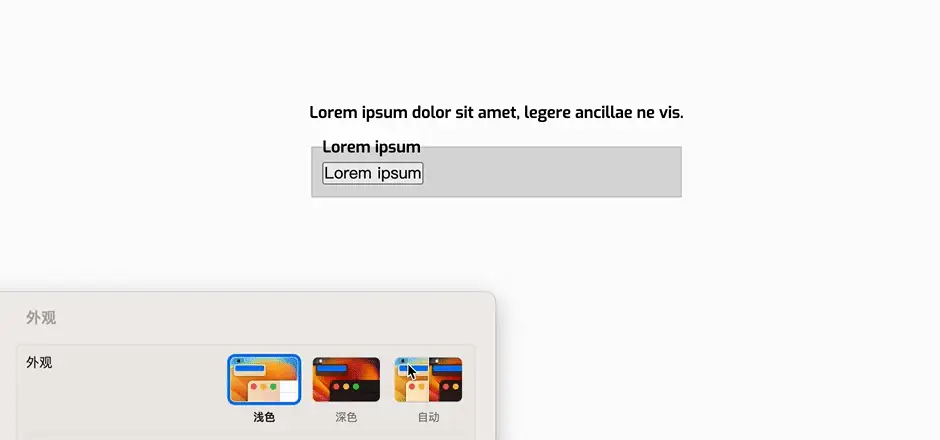 Lorem ipsum dolor sit amet, legere ancillae ne vis.
Lorem ipsum
Lorem ipsum
外观
外观
浅色 深色 自动